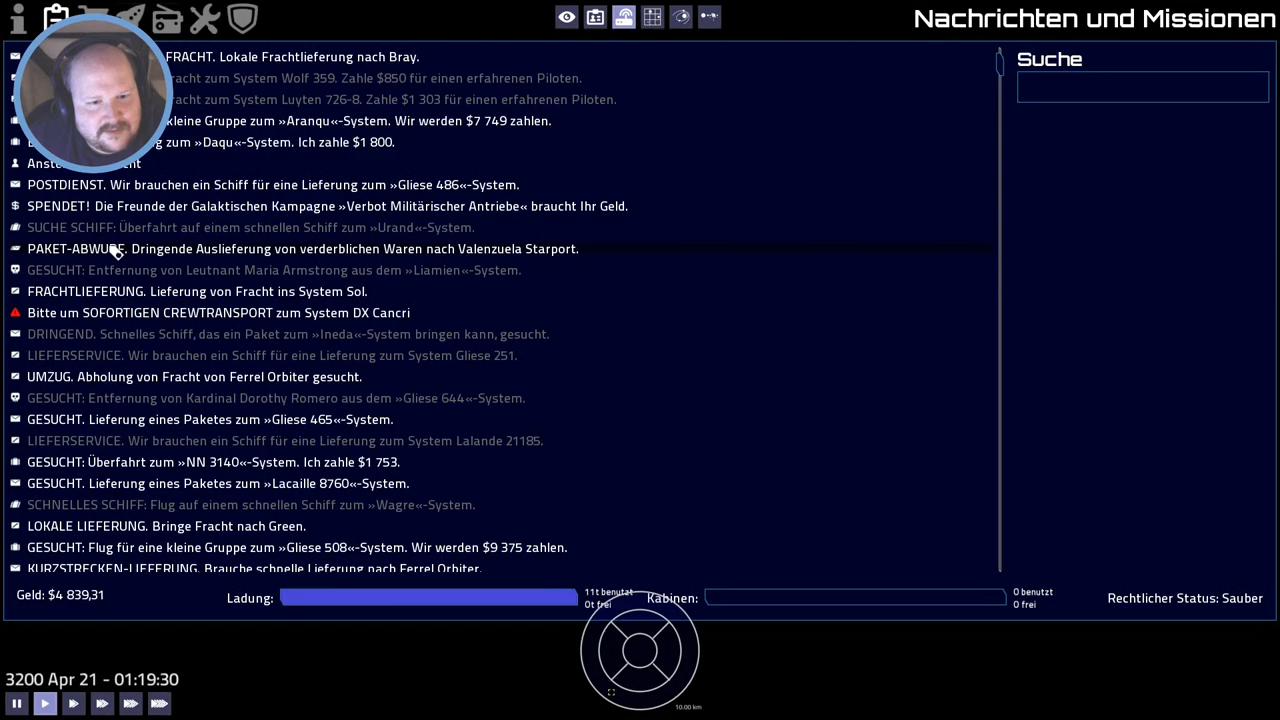 Nachrichten und Missionen
FRACHT. Lokale Frachtlieferung nach Bray.
zum System Wolf 359. Zahle $850 für einen erfahrenen Piloten.
zum System Luyten 726-8. Zahle $1 303 für einen erfahrenen Piloten.
kleine Gruppe zum »Aranqu«-System. Wir werden $7 749 zahlen.
zum »Daqu«-System. Ich zahle $1 800.
POSTDIENST. Wir brauchen ein Schiff für eine Lieferung zum »Gliese 486«-System.
SPENDET! Die Freunde der Galaktischen Kampagne »Verbot Militärischer Antriebe« braucht Ihr Geld.
SUCHE SCHIFF: Überfahrt auf einem schnellen Schiff zum »Urand«-System.
PAKET-ABWURF. Dringende Auslieferung von verderblichen Waren nach Valenzuela Starport.
GESUCHT: Entfernung von Leutnant Maria Armstrong aus dem »Liamien«-System.
FRACHTLIEFERUNG. Lieferung von Fracht ins System Sol.
Bitte um SOFORTIGEN CREWTRANSPORT zum System DX Cancri
DRINGEND. Schnelles Schiff, das ein Paket zum »Ineda«-System bringen kann, gesucht.
LIEFERSERVICE. Wir brauchen ein Schiff für eine Lieferung zum System Gliese 251.
UMZUG. Abholung von Fracht von Ferrel Orbiter gesucht.
GESUCHT: Entfernung von Kardinal Dorothy Romero aus dem »Gliese 644«-System.
GESUCHT. Lieferung eines Paketes zum »Gliese 465«-System.
LIEFERSERVICE. Wir brauchen ein Schiff für eine Lieferung zum System Lalande 21185.
GESUCHT: Überfahrt zum »NN 3140«-System. Ich zahle $1 753.
GESUCHT. Lieferung eines Paketes zum »Lacaille 8760«-System.
SCHNELLES SCHIFF: Flug auf einem schnellen Schiff zum »Wagre«-System.
LOKALE LIEFERUNG. Bringe Fracht nach Green.
GESUCHT: Flug für eine kleine Gruppe zum »Gliese 508«-System. Wir werden $9 375 zahlen.
KURZSTRECKEN-LIEFERUNG. Brauche schnelle Lieferung nach Ferrel Orbiter.
Suche
Geld: $4 839,31
Ladung:
11t benutzt
0t frei
Kabinen:
0 benutzt
0 frei
Rechtlicher Status: Sauber
3200 Apr 21 - 01:19:30
10.00 km